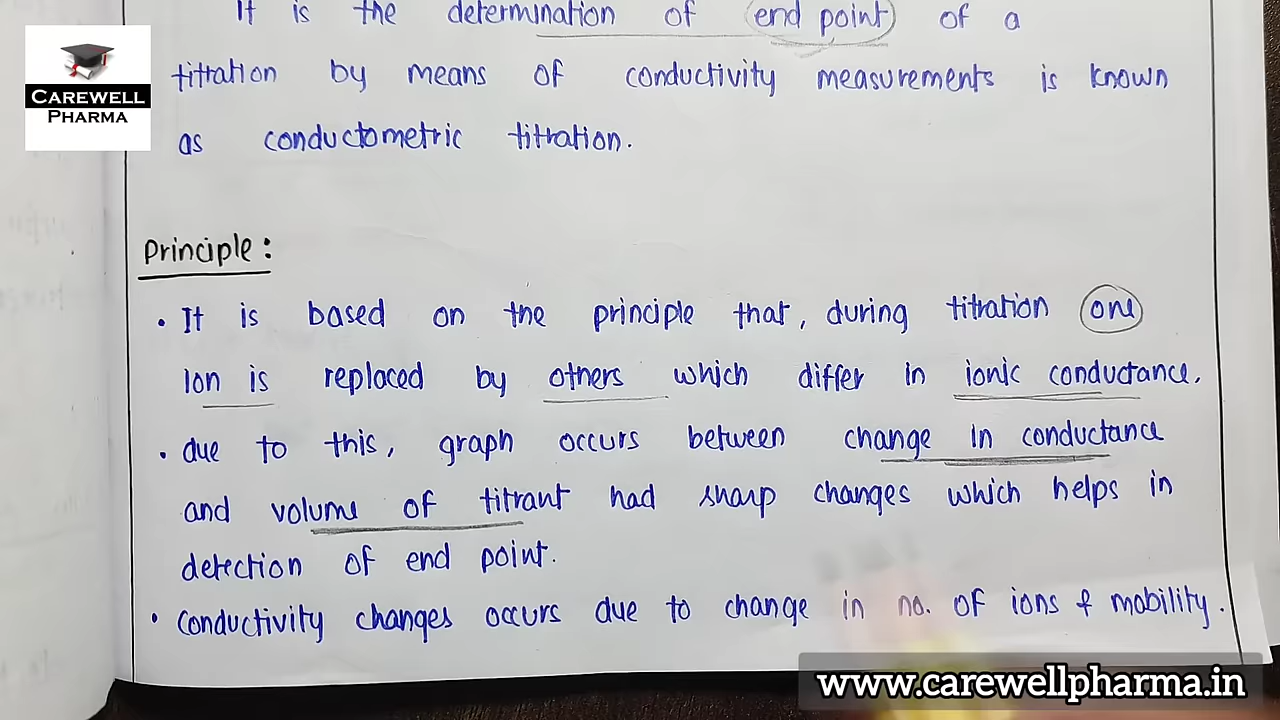 It is the determination of end point of a
CAREWELL
PHARMA
titration by means of conductivity measurements is known
as conductometric titration.
Principle:
• It is based on the principle that, during titration one
Ion is replaced by others which differ in ionic conductance.
• due to this, graph occurs between change in conductance
and volume of titrant had sharp changes which helps in
detection of end point.
• Conductivity changes occurs due to change in no. of ions & mobility.
www.carewellpharma.in